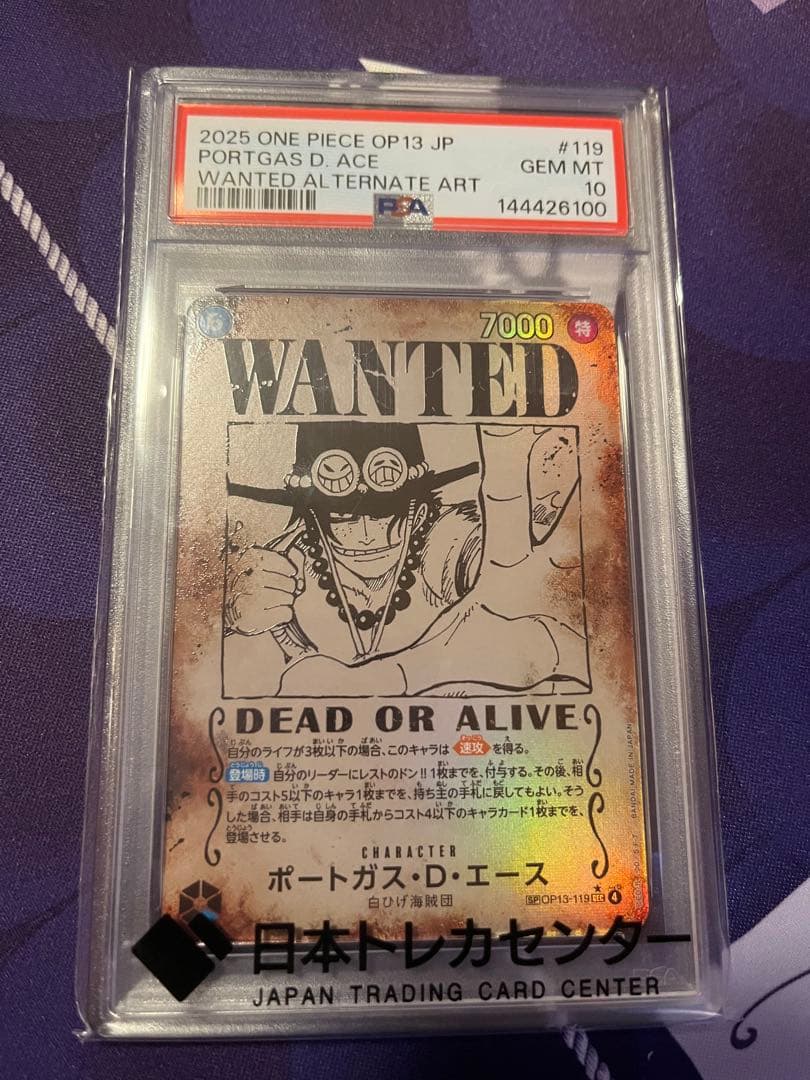 2025 ONE PIECE OP13 JP #119
PORTGAS D. ACE GEM MT
WANTED ALTERNATE ART 10
PSA 144426100
7000 特
WANTED
DEAD OR ALIVE
自分のライフが3枚以下の場合、このキャラは 速攻 を得る。
登場時 自分のリーダーにレストのドン!!1枚までを、付与する。その後、相
手のコスト5以下のキャラ1枚までを、持ち主の手札に戻してもよい。そう
した場合、相手は自身の手札からコスト4以下のキャラカード1枚までを、
登場させる。
BANDAI MADE IN JAPAN
CHARACTER
ポートガス・D・エース
白ひげ海賊団
SP OP13-119 SEC 4
日本トレカセンター
JAPAN TRADING CARD CENTER